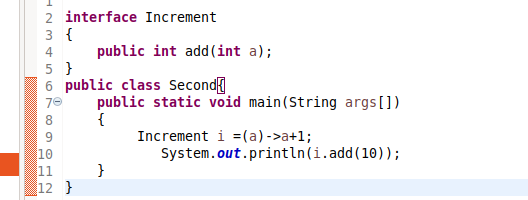 1
2 interface Increment
3 {
4 public int add(int a);
5 }
6 public class Second{
7 public static void main(String args[])
8 {
9 Increment i =(a)->a+1;
10 System.out.println(i.add(10));
11 }
12 }